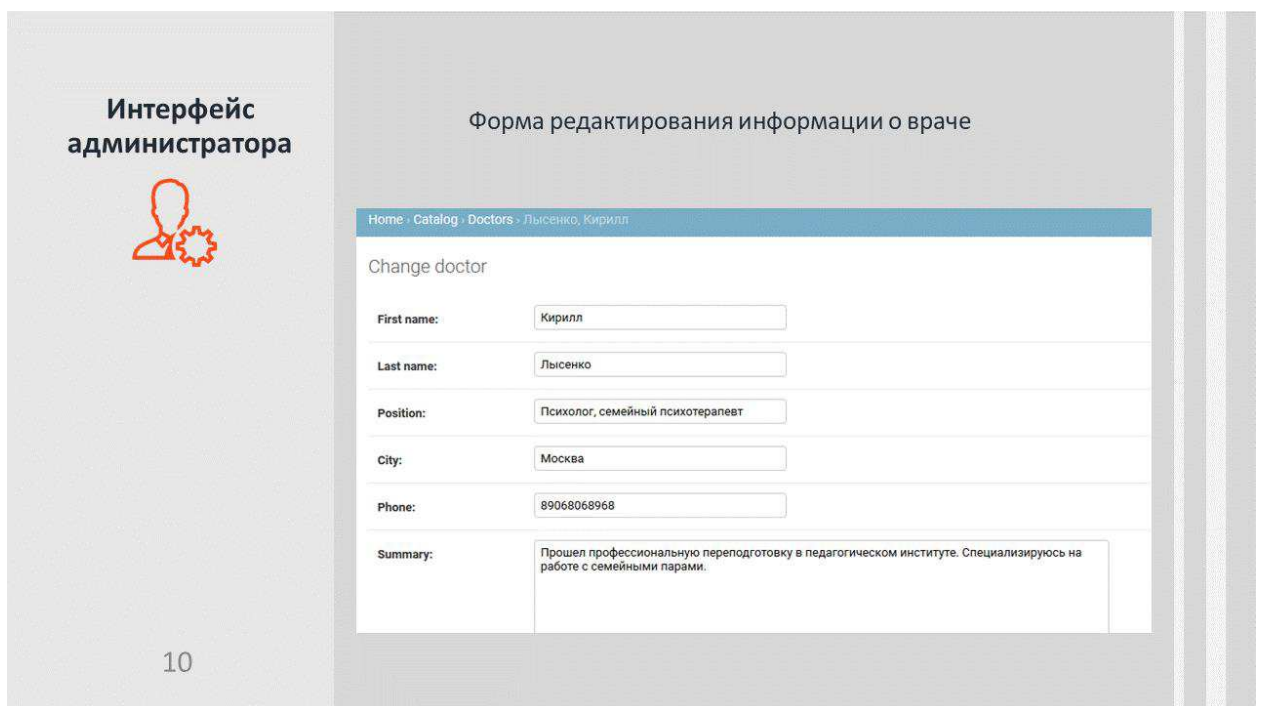 Интерфейс
администратора
Форма редактирования информации о враче
Home › Catalog › Doctors › Лысенко, Кирилл
Change doctor
First name: Кирилл
Last name: Лысенко
Position: Психолог, семейный психотерапевт
City: Москва
Phone: 89068068968
Summary: Прошел профессиональную переподготовку в педагогическом институте. Специализируюсь на
работе с семейными парами.
10